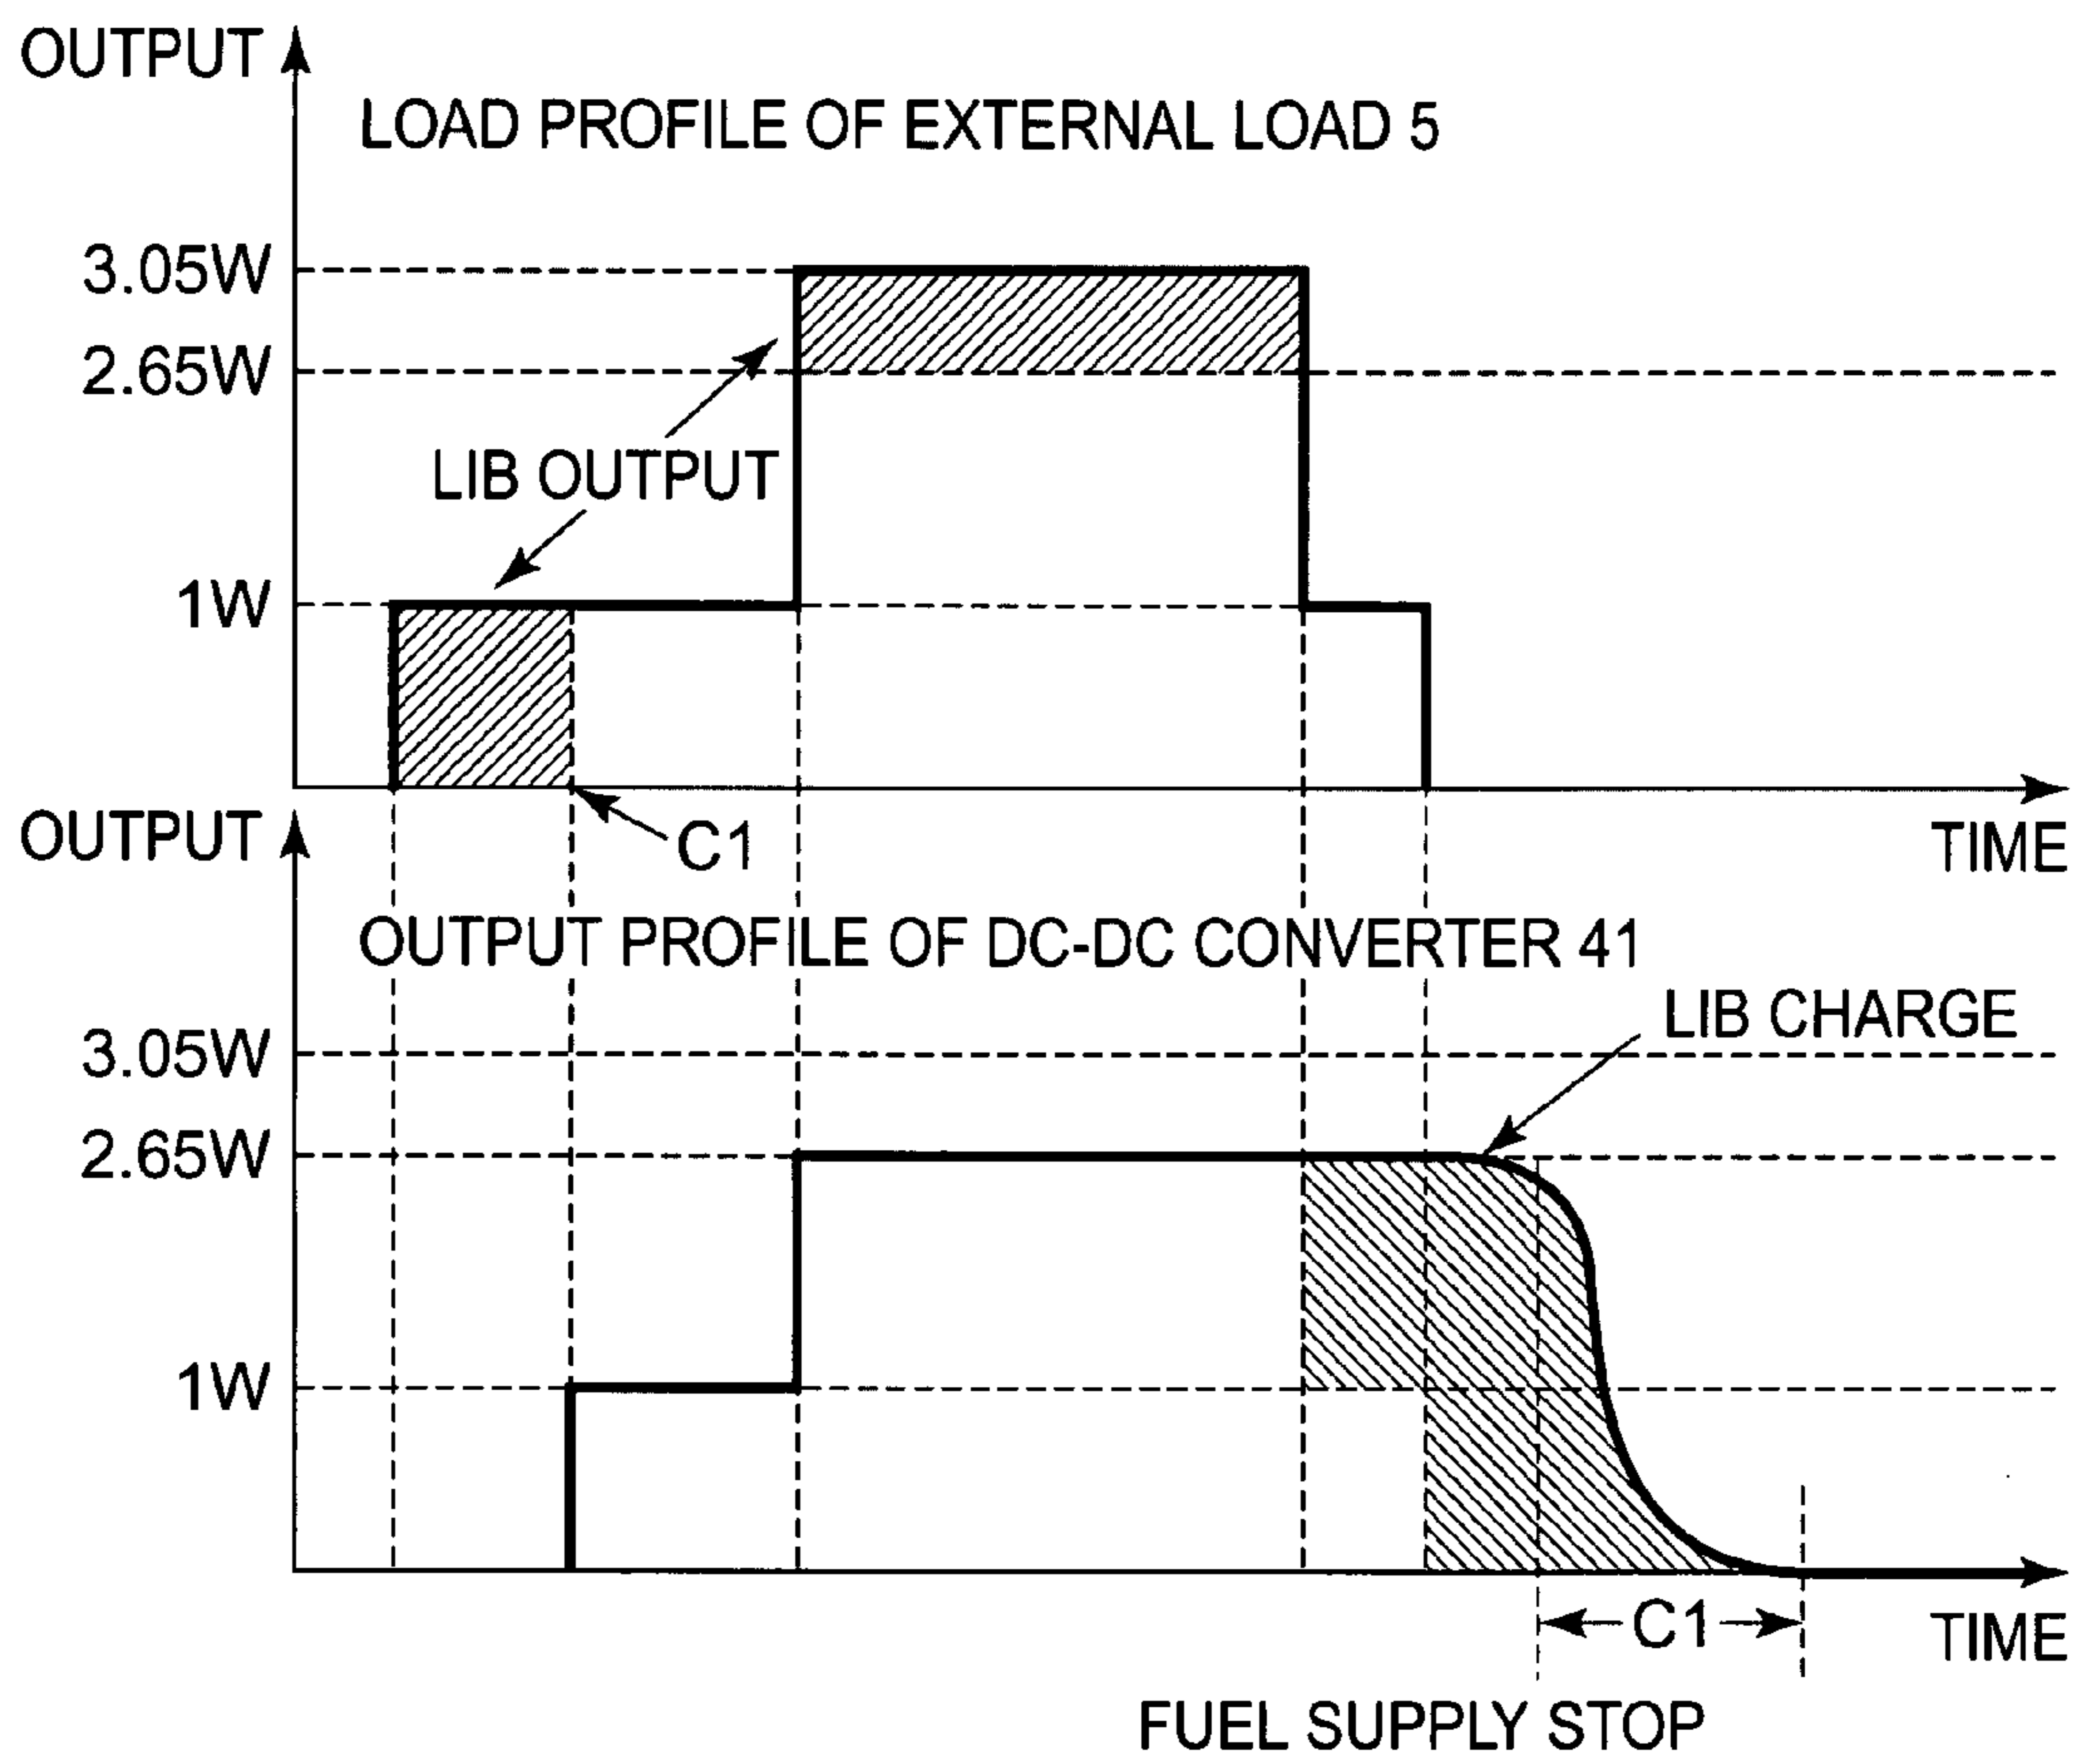 OUTPUT
LOAD PROFILE OF EXTERNAL LOAD 5
3.05W
2.65W
LIB OUTPUT
1W
C1
TIME
OUTPUT
OUTPUT PROFILE OF DC-DC CONVERTER 41
LIB CHARGE
3.05W
2.65W
1W
C1
TIME
FUEL SUPPLY STOP